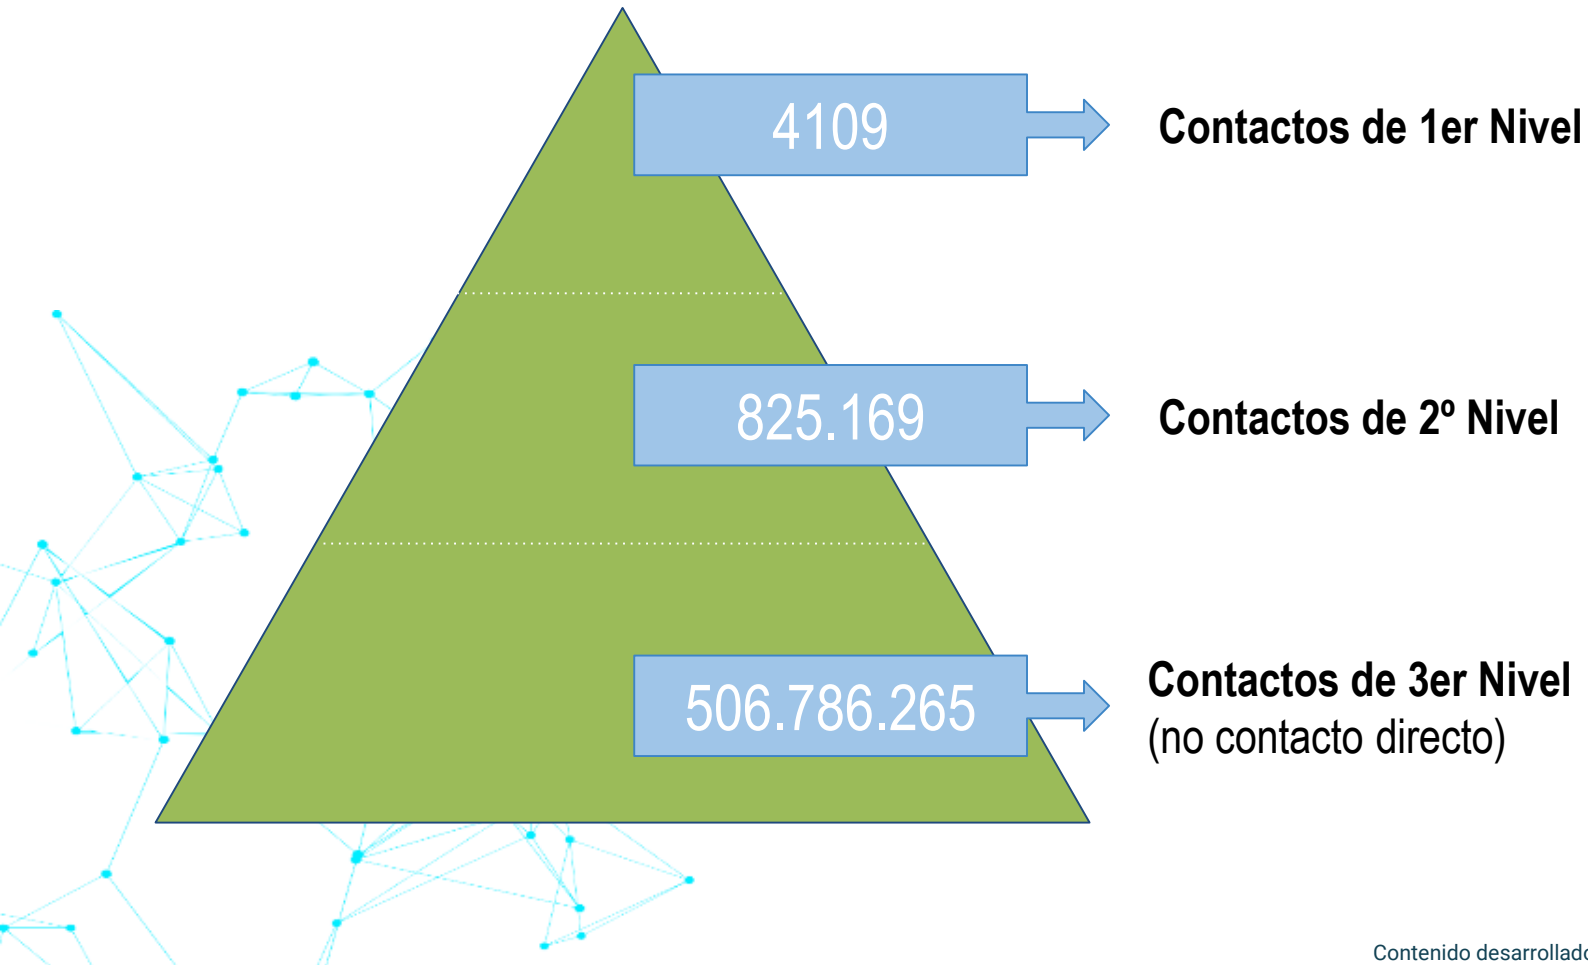 4109
Contactos de 1er Nivel
825.169
Contactos de 2º Nivel
506.786.265
Contactos de 3er Nivel
(no contacto directo)
Contenido desarrollado